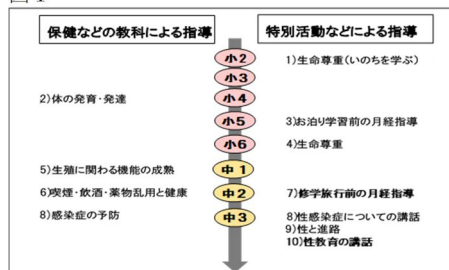 図1
保健などの教科による指導
特別活動などによる指導
小2
1)生命尊重(いのちを学ぶ)
小3
2)体の発育・発達
小4
小5
3)お泊り学習前の月経指導
小6
4)生命尊重
5)生殖に関わる機能の成熟
中1
6)喫煙・飲酒・薬物乱用と健康
中2
7)修学旅行前の月経指導
8)感染症の予防
中3
8)性感染症についての講話
9)性と進路
10)性教育の講話